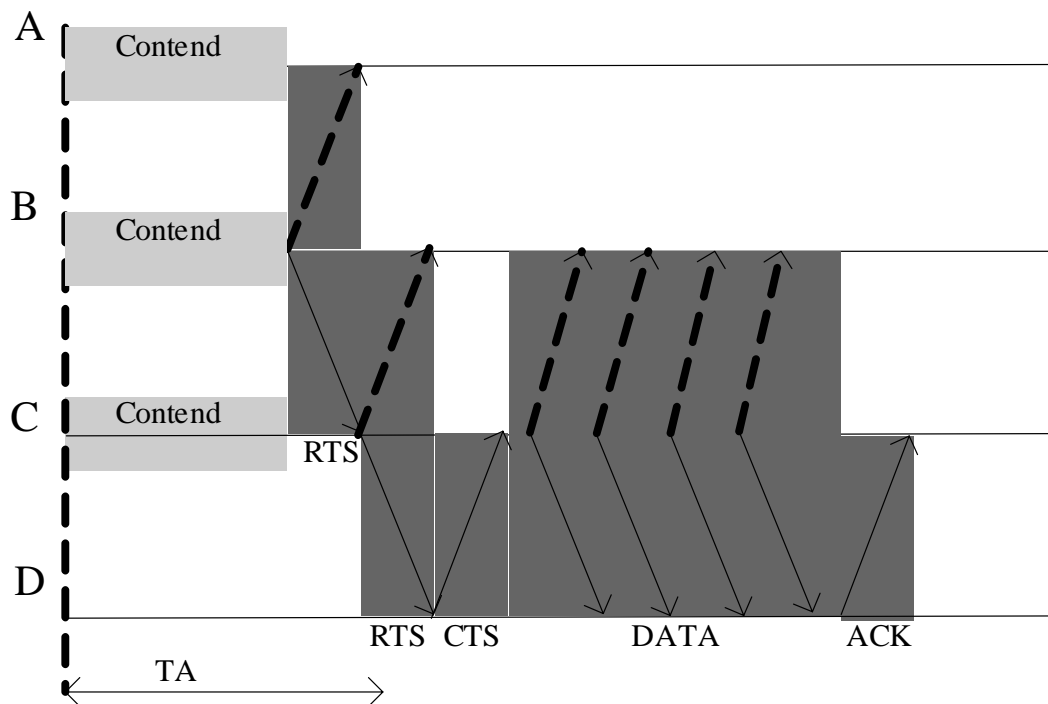 A
Contend
B
Contend
C
Contend
RTS
D
RTS CTS DATA ACK
TA